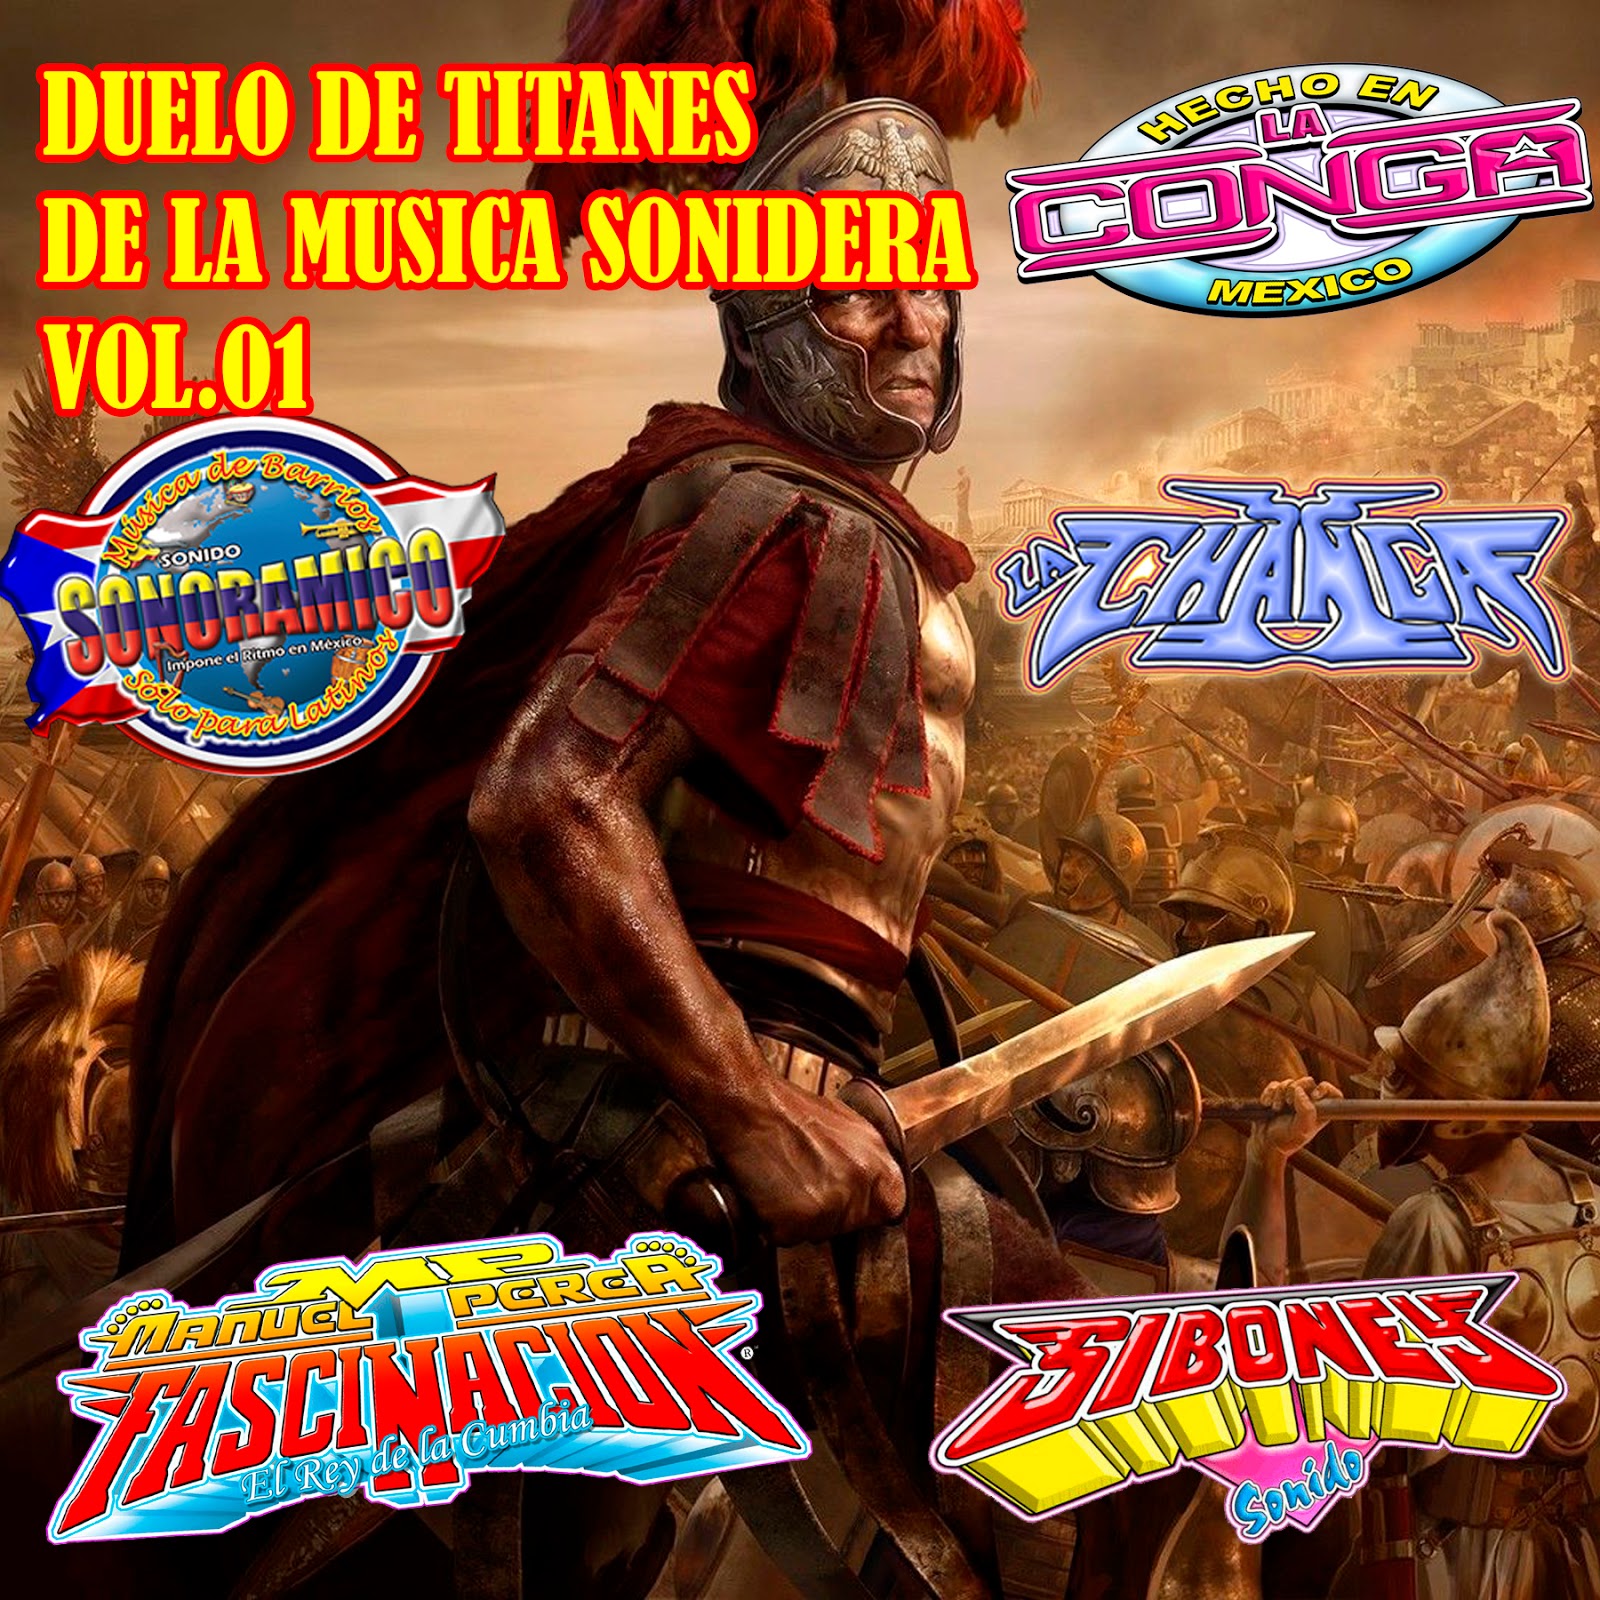 DUELO DE TITANES
DE LA MUSICA SONIDERA
VOL.01
HECHO EN
LA
CONGA
MEXICO
Música de Barrios
SONIDO
SONORAMICO
Impone el Ritmo en México
Sólo para Latinos
LA CHANGA
MP
MANUEL PEREA
FASCINACION ®
El Rey de la Cumbia
SIBONEY
Sonido